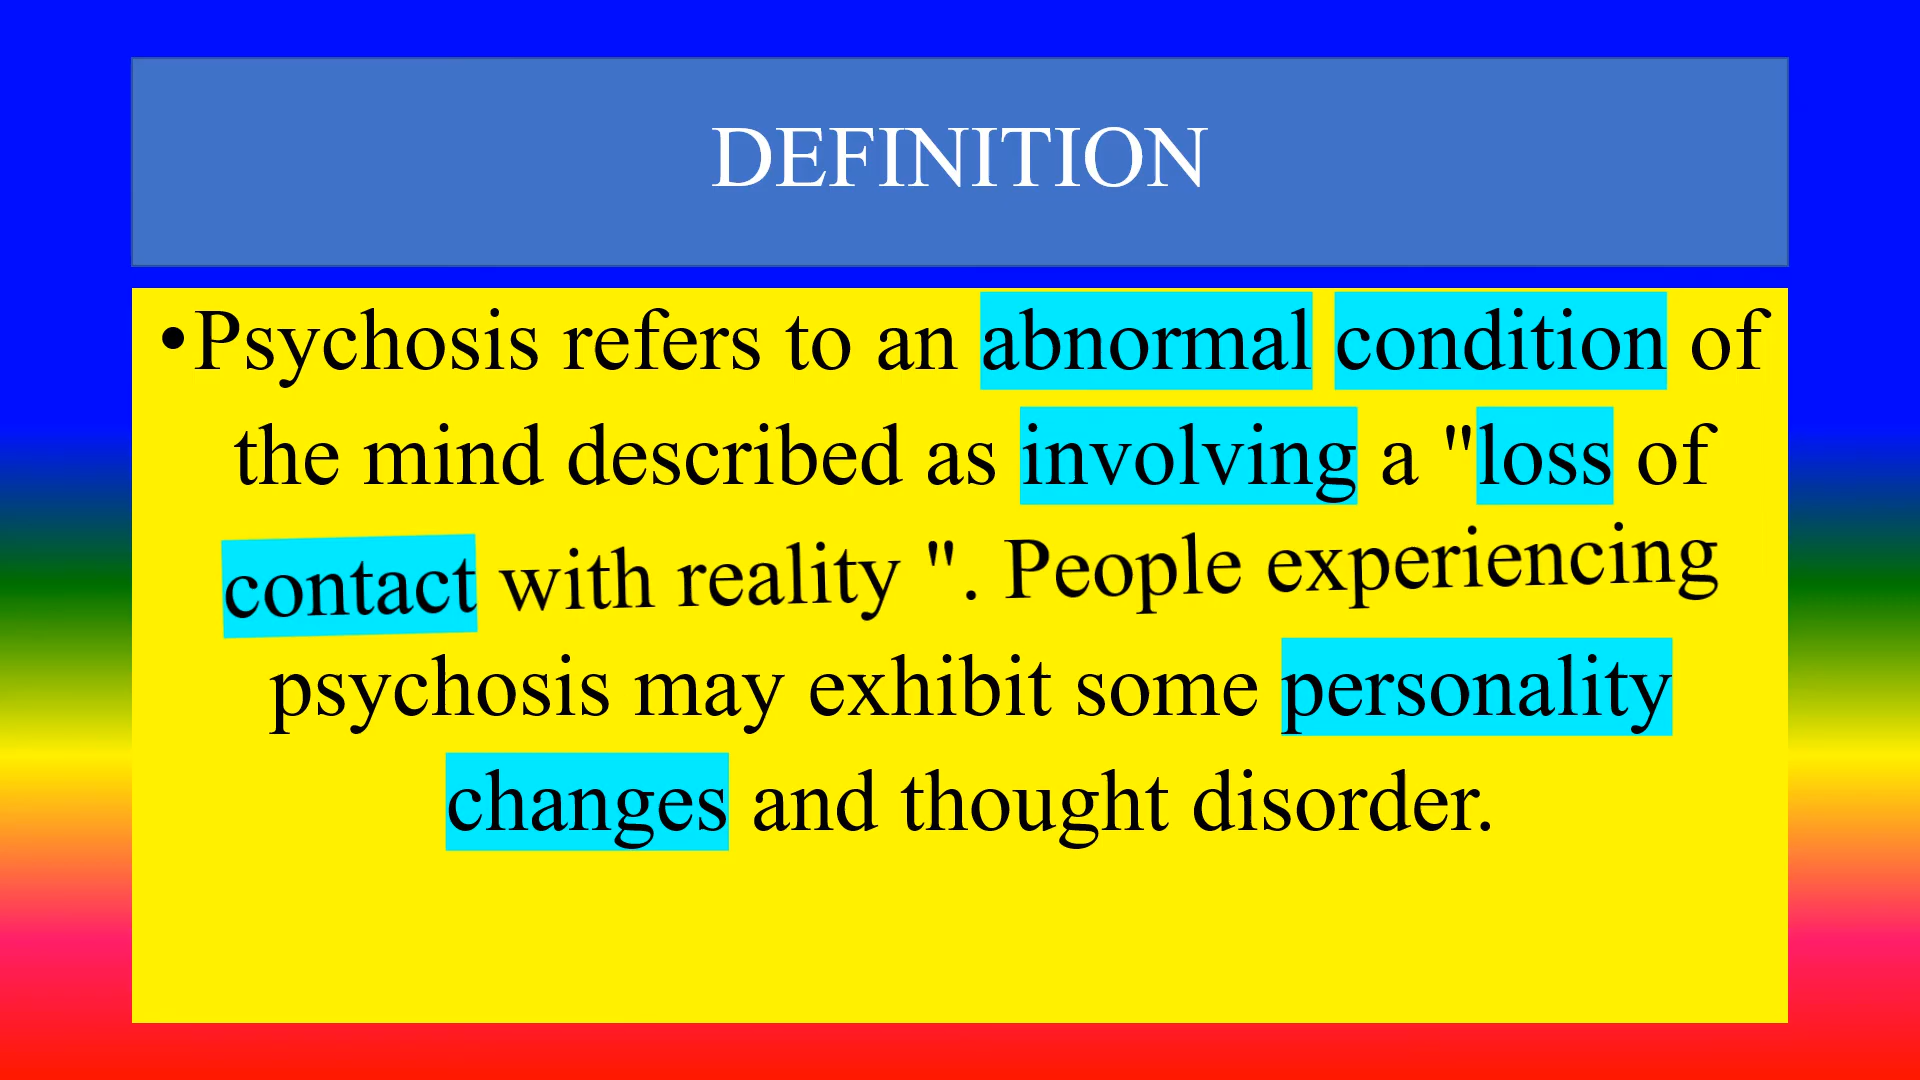 DEFINITION
•Psychosis refers to an abnormal condition of
the mind described as involving a "loss of
contact with reality ". People experiencing
psychosis may exhibit some personality
changes and thought disorder.